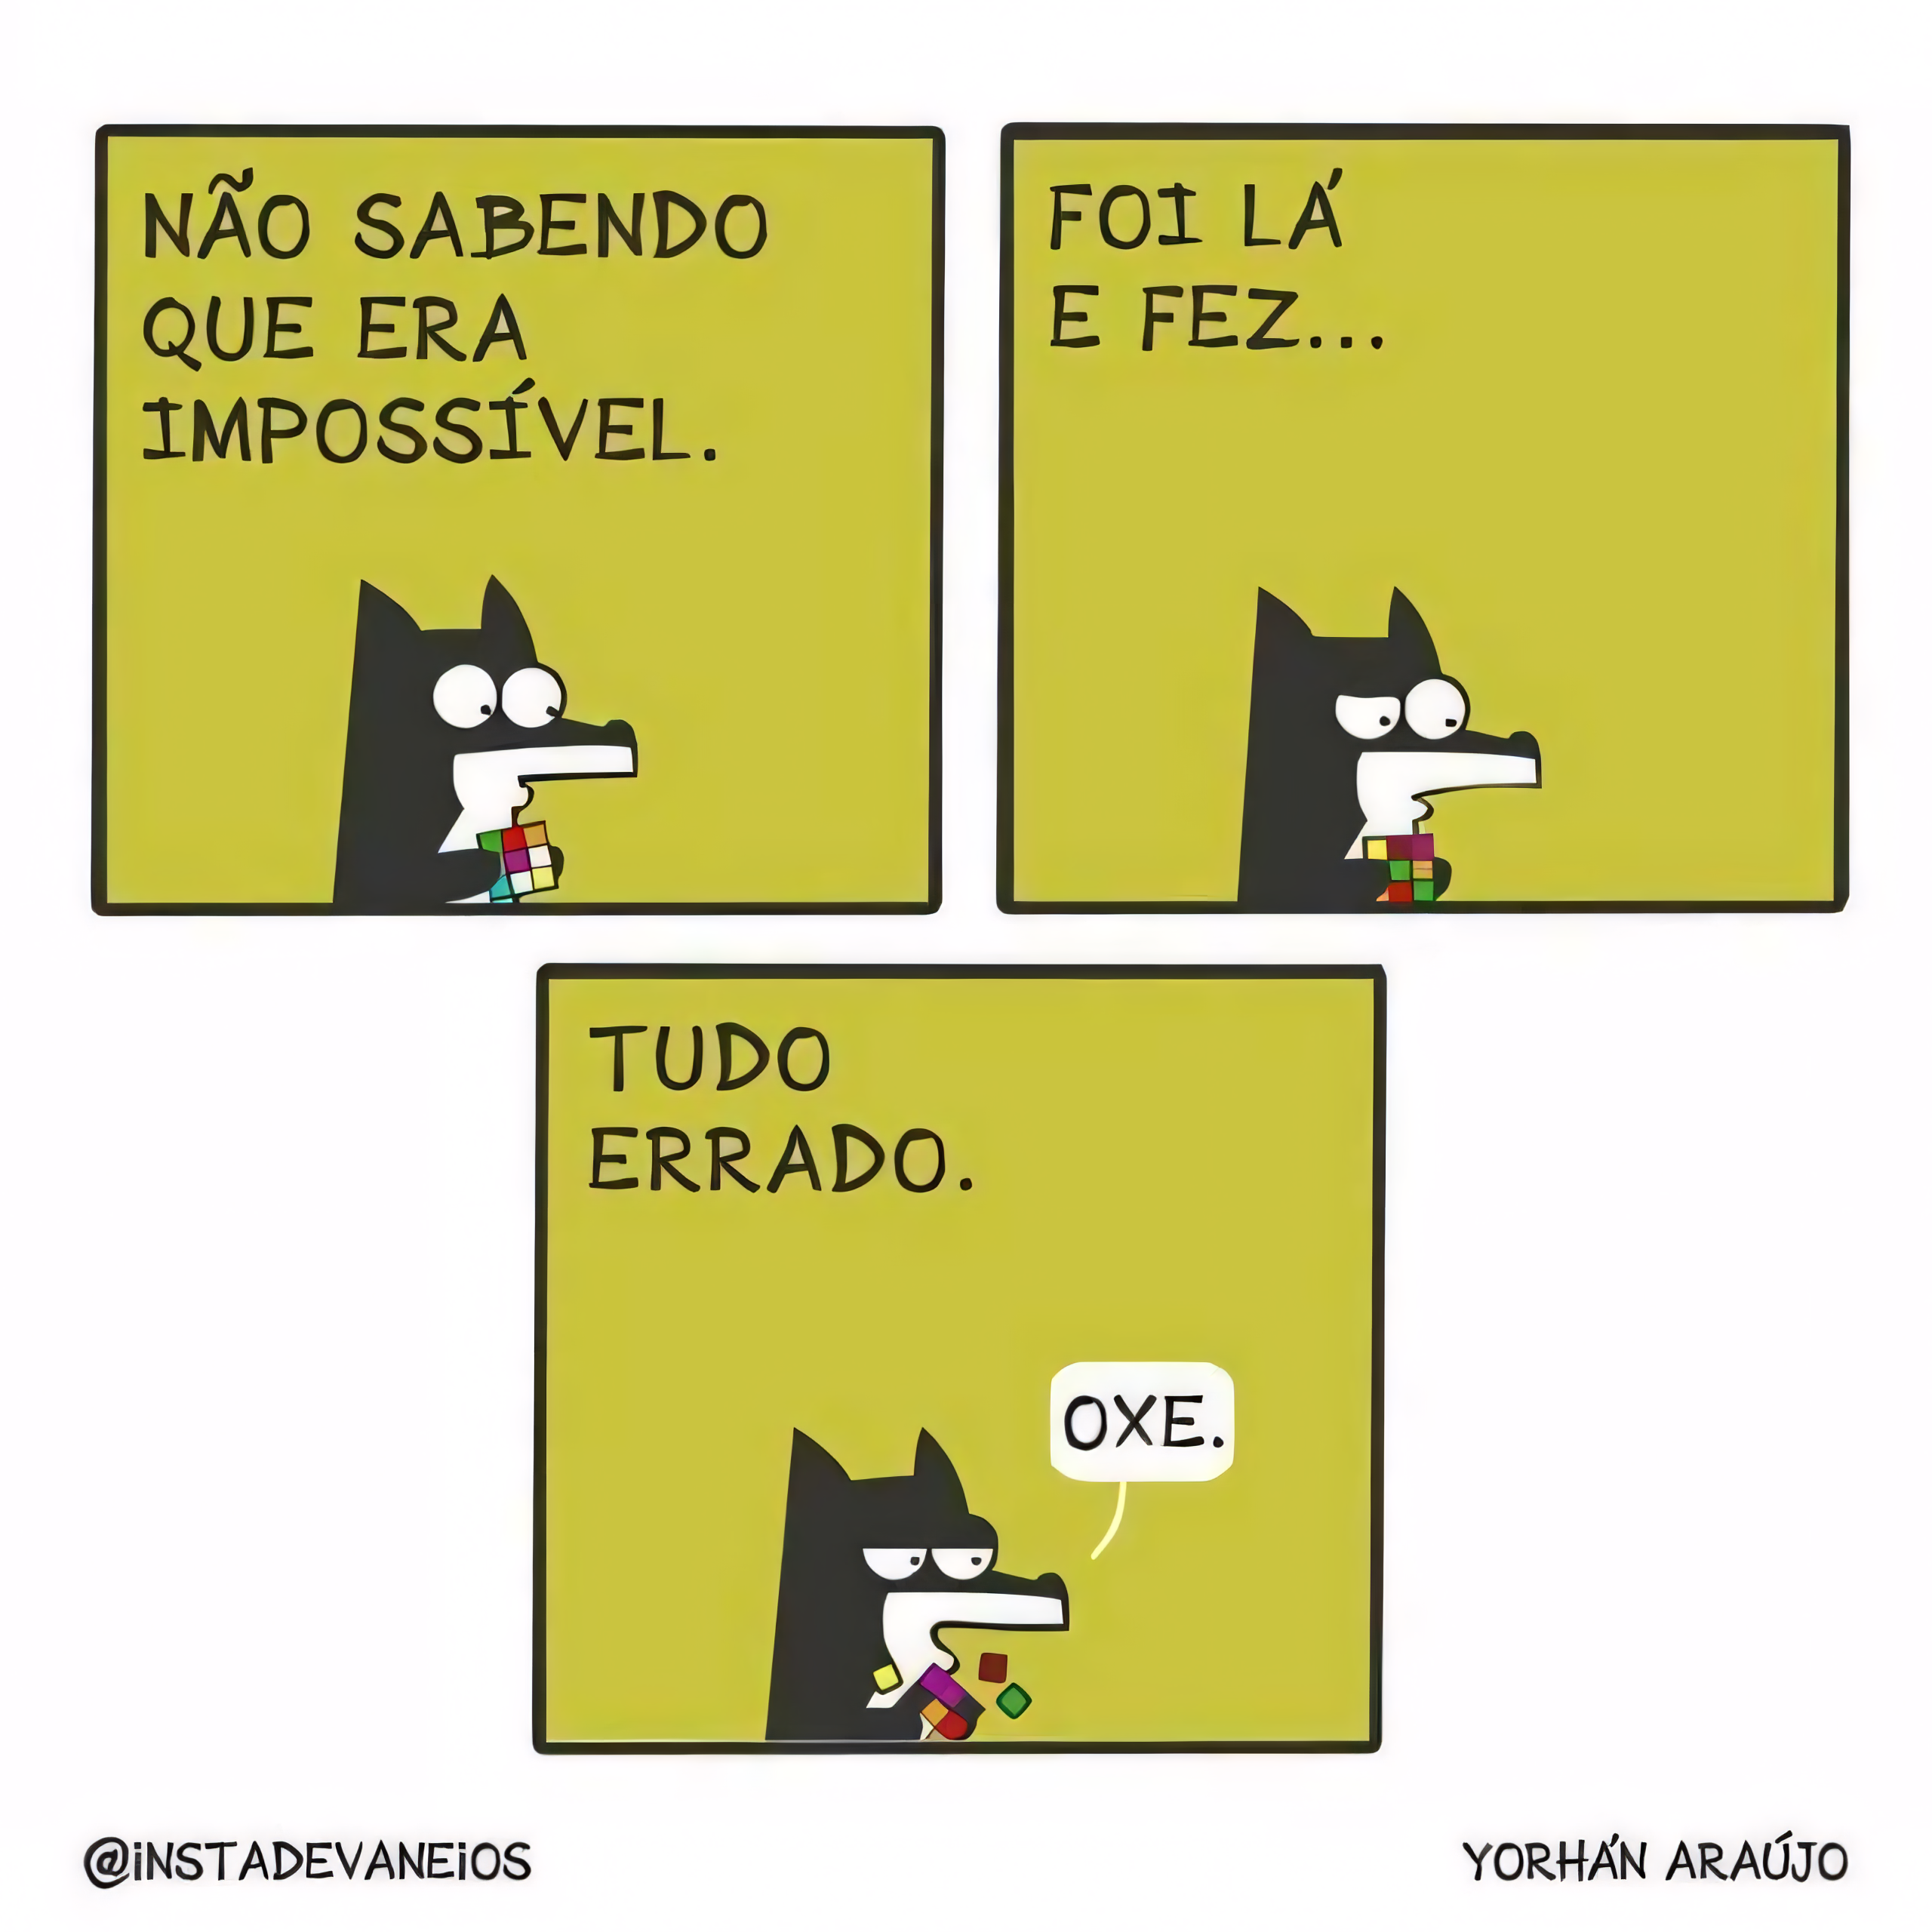 NÃO SABENDO
QUE ERA
IMPOSSÍVEL.
FOI LÁ
E FEZ...
TUDO
ERRADO.
OXE.
@iNSTADEVANEiOS
YORHÁN ARAÚJO